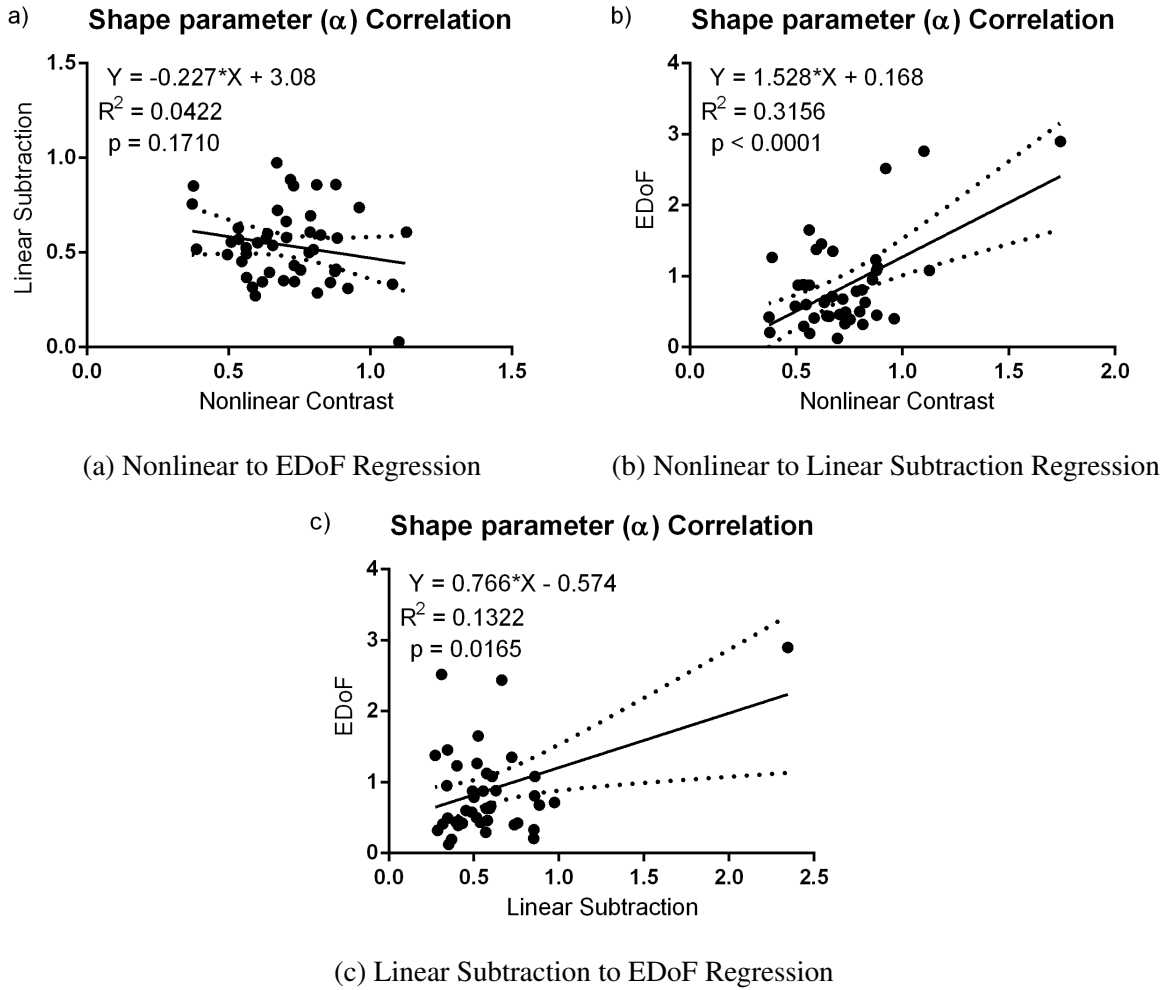 a)
Shape parameter (α) Correlation
Y = -0.227*X + 3.08
R² = 0.0422
p = 0.1710
Linear Subtraction
1.5
1.0
0.5
0.0
0.0 0.5 1.0 1.5
Nonlinear Contrast
(a) Nonlinear to EDoF Regression
b)
Shape parameter (α) Correlation
Y = 1.528*X + 0.168
R² = 0.3156
p < 0.0001
EDoF
4
3
2
1
0
0.0 0.5 1.0 1.5 2.0
Nonlinear Contrast
(b) Nonlinear to Linear Subtraction Regression
c)
Shape parameter (α) Correlation
Y = 0.766*X - 0.574
R² = 0.1322
p = 0.0165
EDoF
4
3
2
1
0
0.0 0.5 1.0 1.5 2.0 2.5
Linear Subtraction
(c) Linear Subtraction to EDoF Regression